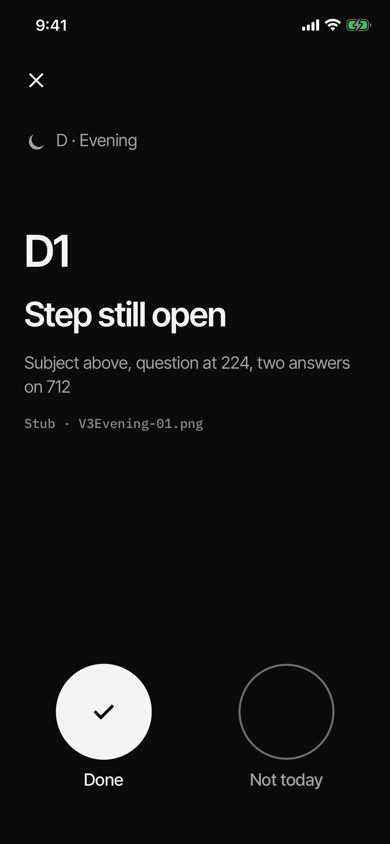 9:41
D · Evening
D1
Step still open
Subject above, question at 224, two answers
on 712
Stub · V3Evening-01.png
Done
Not today